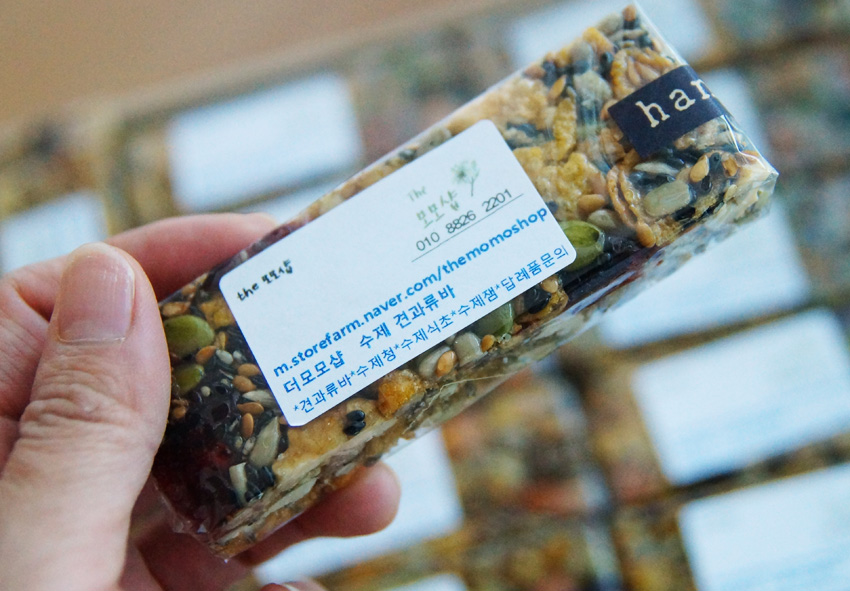 the 모모샵
the
모모샵
010 8826 2201
m.storefarm.naver.com/themomoshop
더모모샵 수제 견과류바
*견과류바*수제청*수제식초*수제잼*답례품문의
har